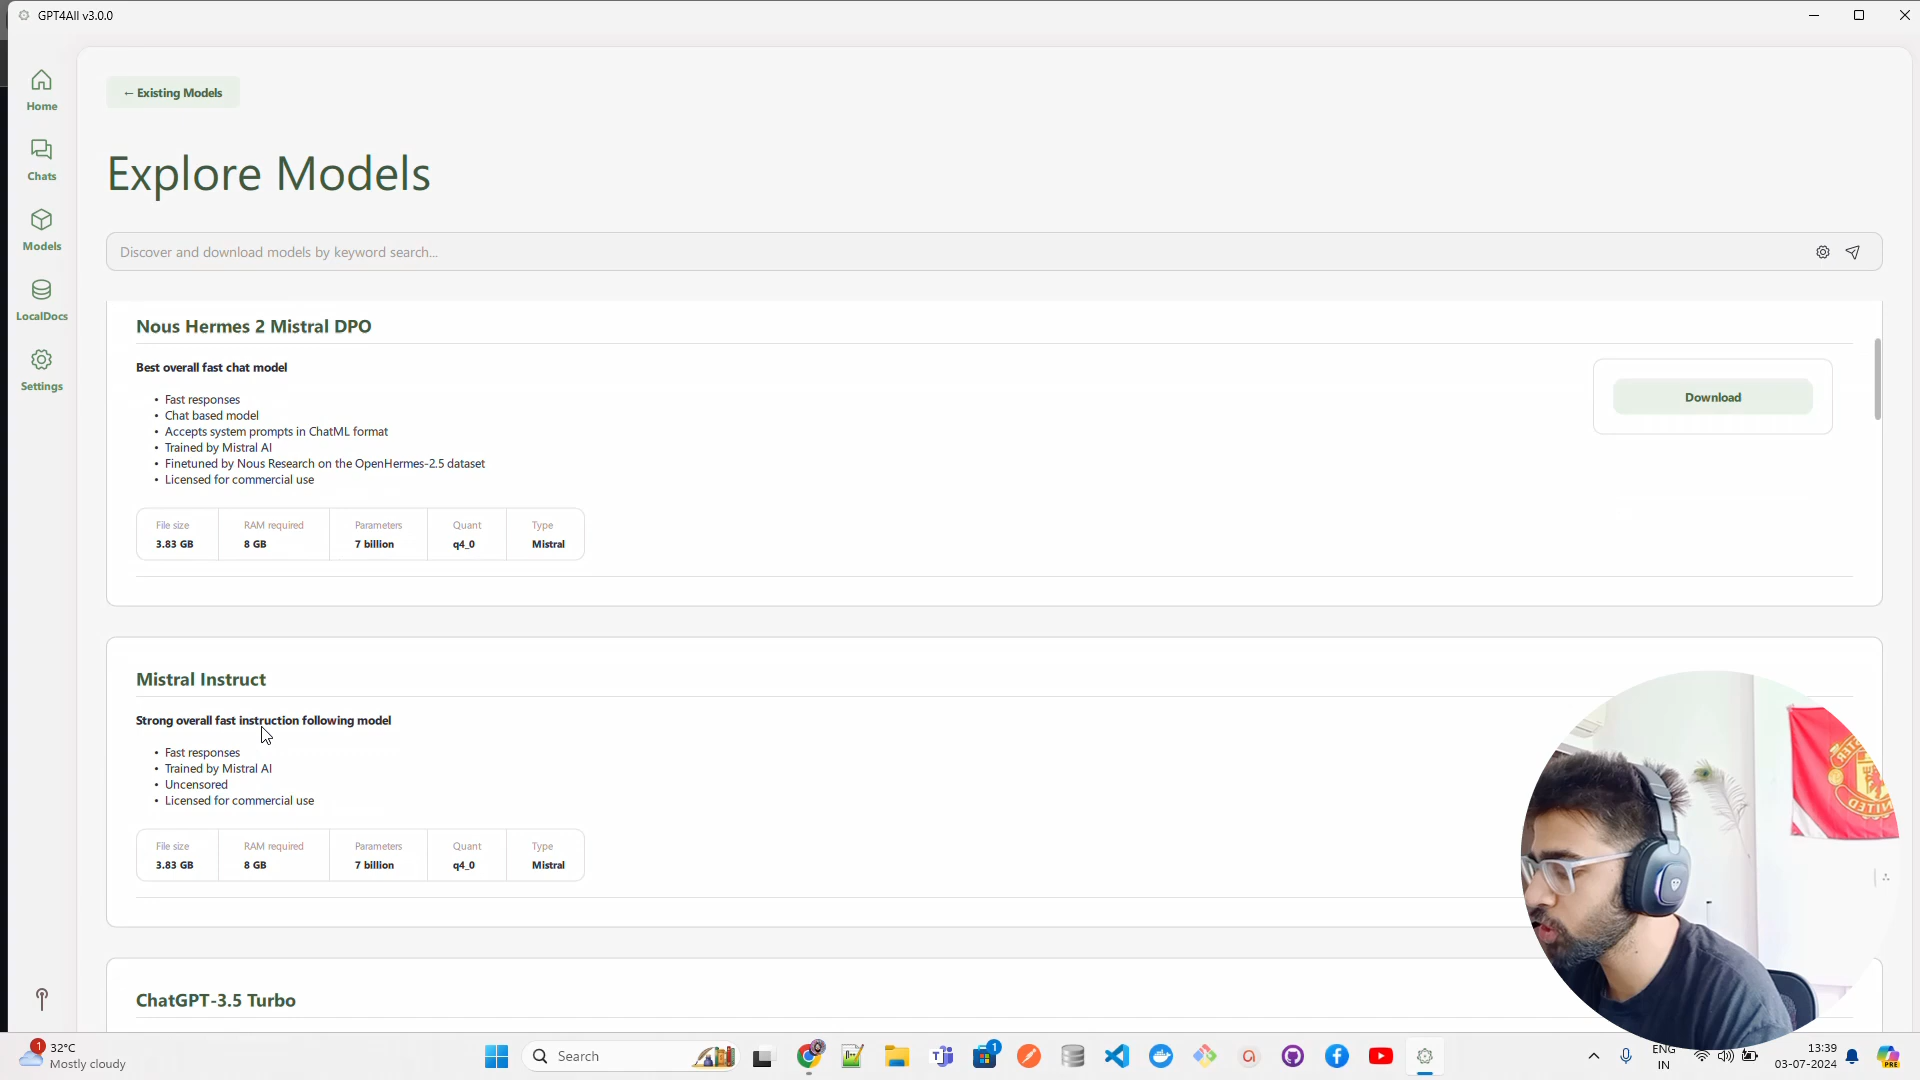 GPT4All v3.0.0
← Existing Models
Home
Chats
Models
LocalDocs
Settings
Explore Models
Discover and download models by keyword search...
Nous Hermes 2 Mistral DPO
Best overall fast chat model
• Fast responses
• Chat based model
• Accepts system prompts in ChatML format
• Trained by Mistral AI
• Finetuned by Nous Research on the OpenHermes-2.5 dataset
• Licensed for commercial use
Download
File size RAM required Parameters Quant Type
3.83 GB 8 GB 7 billion q4_0 Mistral
Mistral Instruct
Strong overall fast instruction following model
• Fast responses
• Trained by Mistral AI
• Uncensored
• Licensed for commercial use
File size RAM required Parameters Quant Type
3.83 GB 8 GB 7 billion q4_0 Mistral
ChatGPT-3.5 Turbo
1
32°C
Mostly cloudy
Search
1
ENG
IN
13:39
03-07-2024
PRE